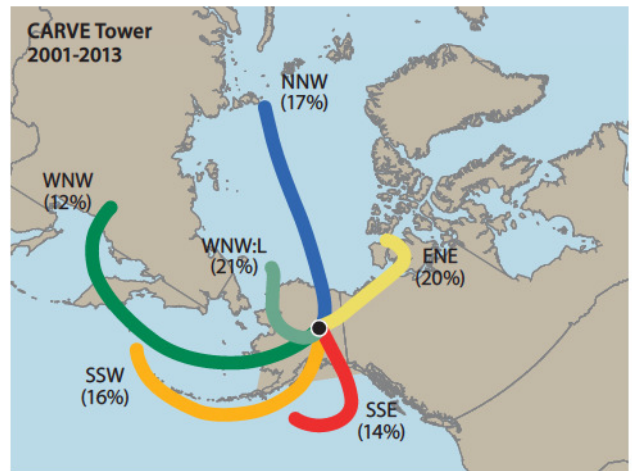 CARVE Tower
2001-2013
NNW
(17%)
WNW
(12%)
WNW:L
(21%)
ENE
(20%)
SSW
(16%)
SSE
(14%)